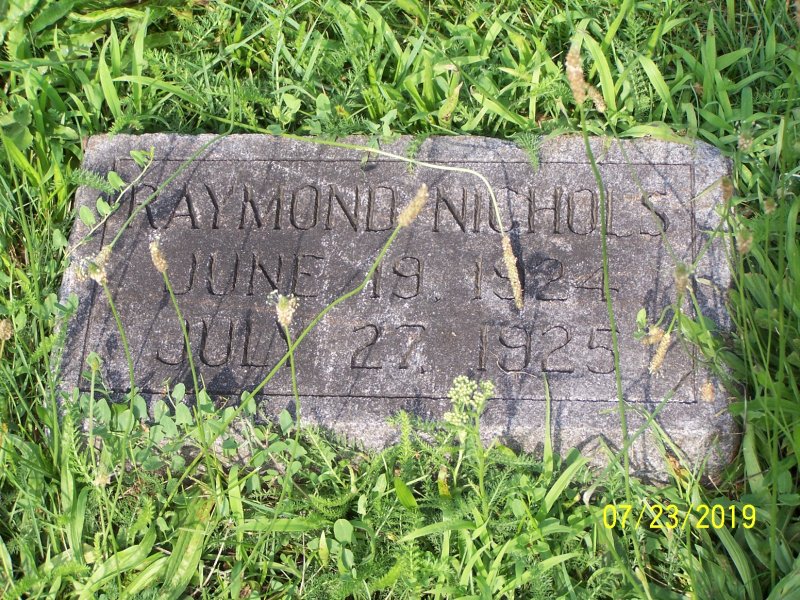 RAYMOND NICHOLS
JUNE 19, 1924
JULY 27, 1925
07/23/2019